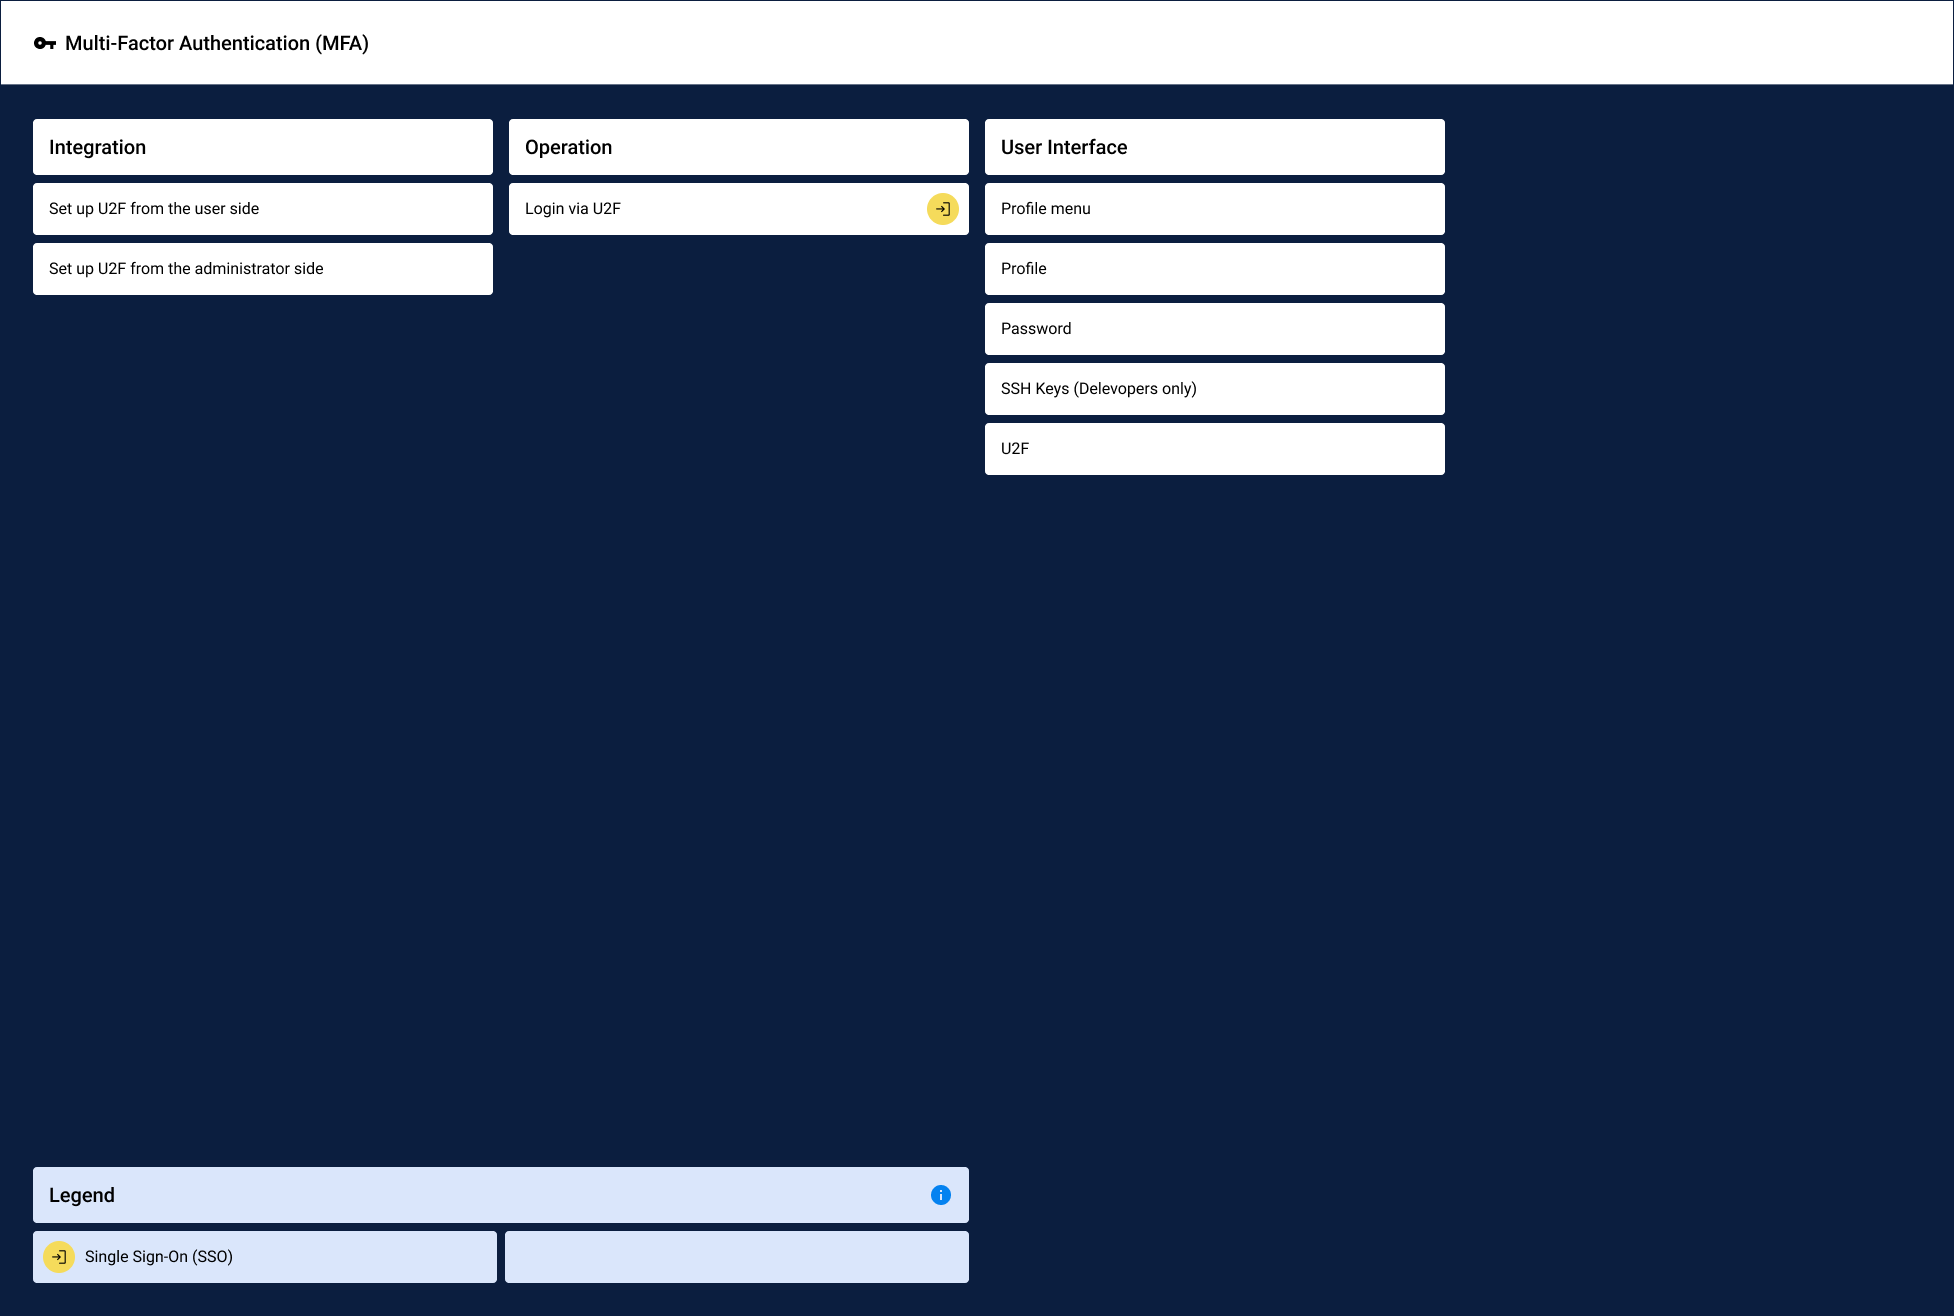 Multi-Factor Authentication (MFA)
Integration
Set up U2F from the user side
Set up U2F from the administrator side
Operation
Login via U2F
User Interface
Profile menu
Profile
Password
SSH Keys (Delevopers only)
U2F
Legend
Single Sign-On (SSO)